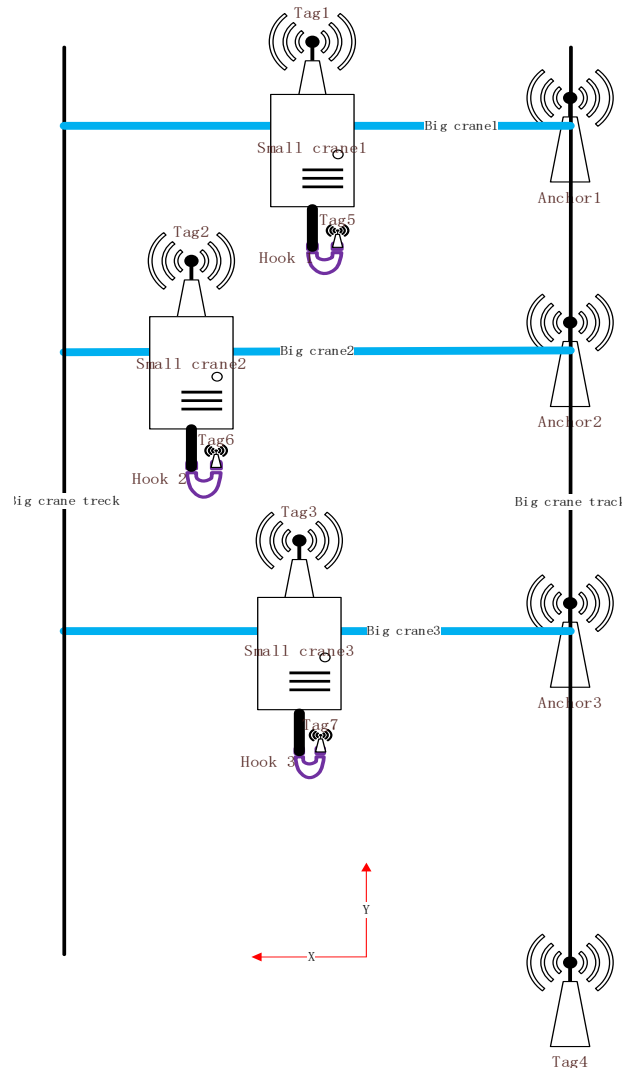 Tag1
Big crane1
Small crane1
Anchor1
Tag5
Hook
Tag2
Big crane2
Small crane2
Anchor2
Tag6
Hook 2
Big crane treck
Big crane track
Tag3
Big crane3
Small crane3
Anchor3
Tag7
Hook 3
Y
X
Tag4